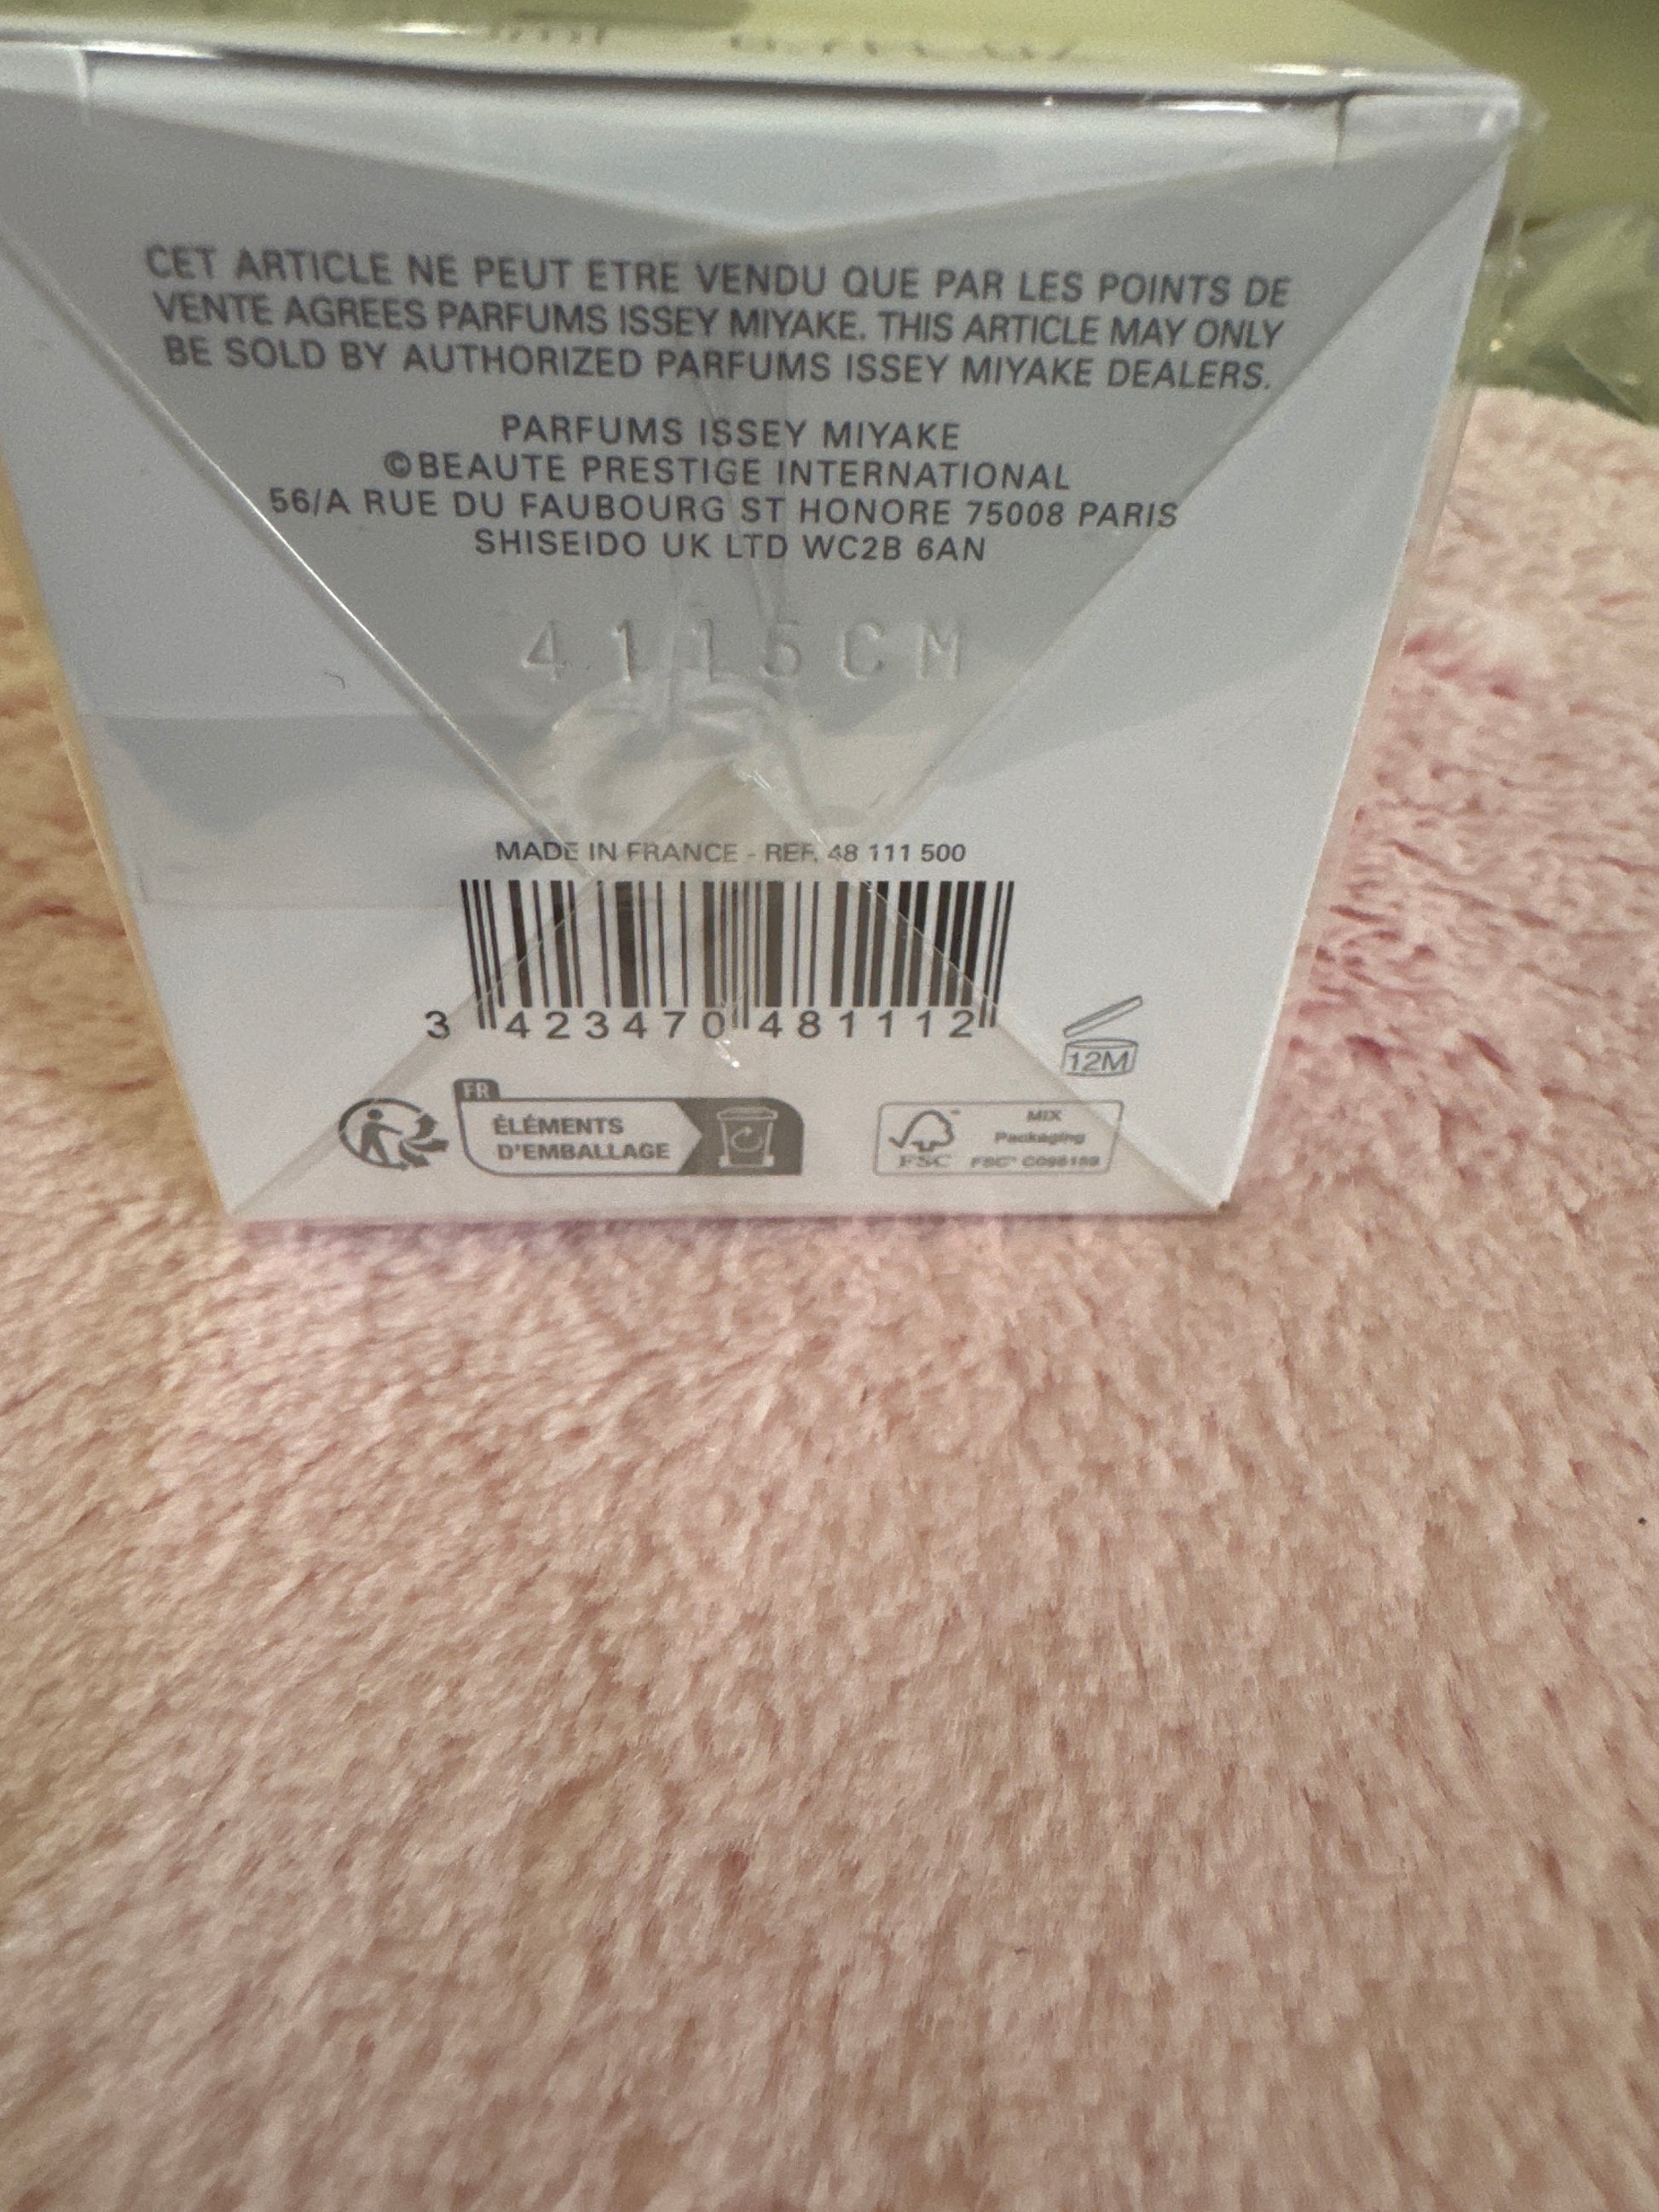 CET ARTICLE NE PEUT ETRE VENDU QUE PAR LES POINTS DE
VENTE AGREES PARFUMS ISSEY MIYAKE. THIS ARTICLE MAY ONLY
BE SOLD BY AUTHORIZED PARFUMS ISSEY MIYAKE DEALERS.
PARFUMS ISSEY MIYAKE
©BEAUTE PRESTIGE INTERNATIONAL
56/A RUE DU FAUBOURG ST HONORE 75008 PARIS
SHISEIDO UK LTD WC2B 6AN
4115CM
MADE IN FRANCE - REF. 48 111 500
3 423470 481112
12M
FR
ÉLÉMENTS
D'EMBALLAGE
MIX
Packaging
FSC
FSC®